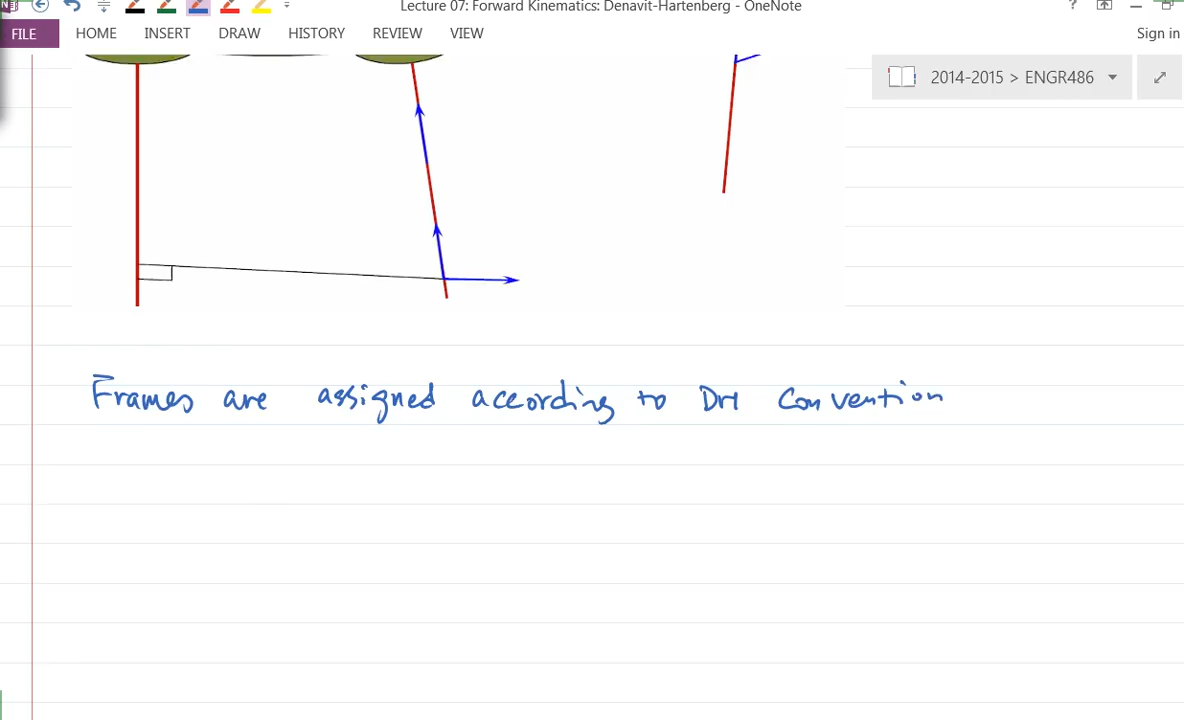 Lecture 07: Forward Kinematics: Denavit-Hartenberg - OneNote
?
FILE HOME INSERT DRAW HISTORY REVIEW VIEW Sign in
2014-2015 > ENGR486
Frames are assigned according to DH Convention